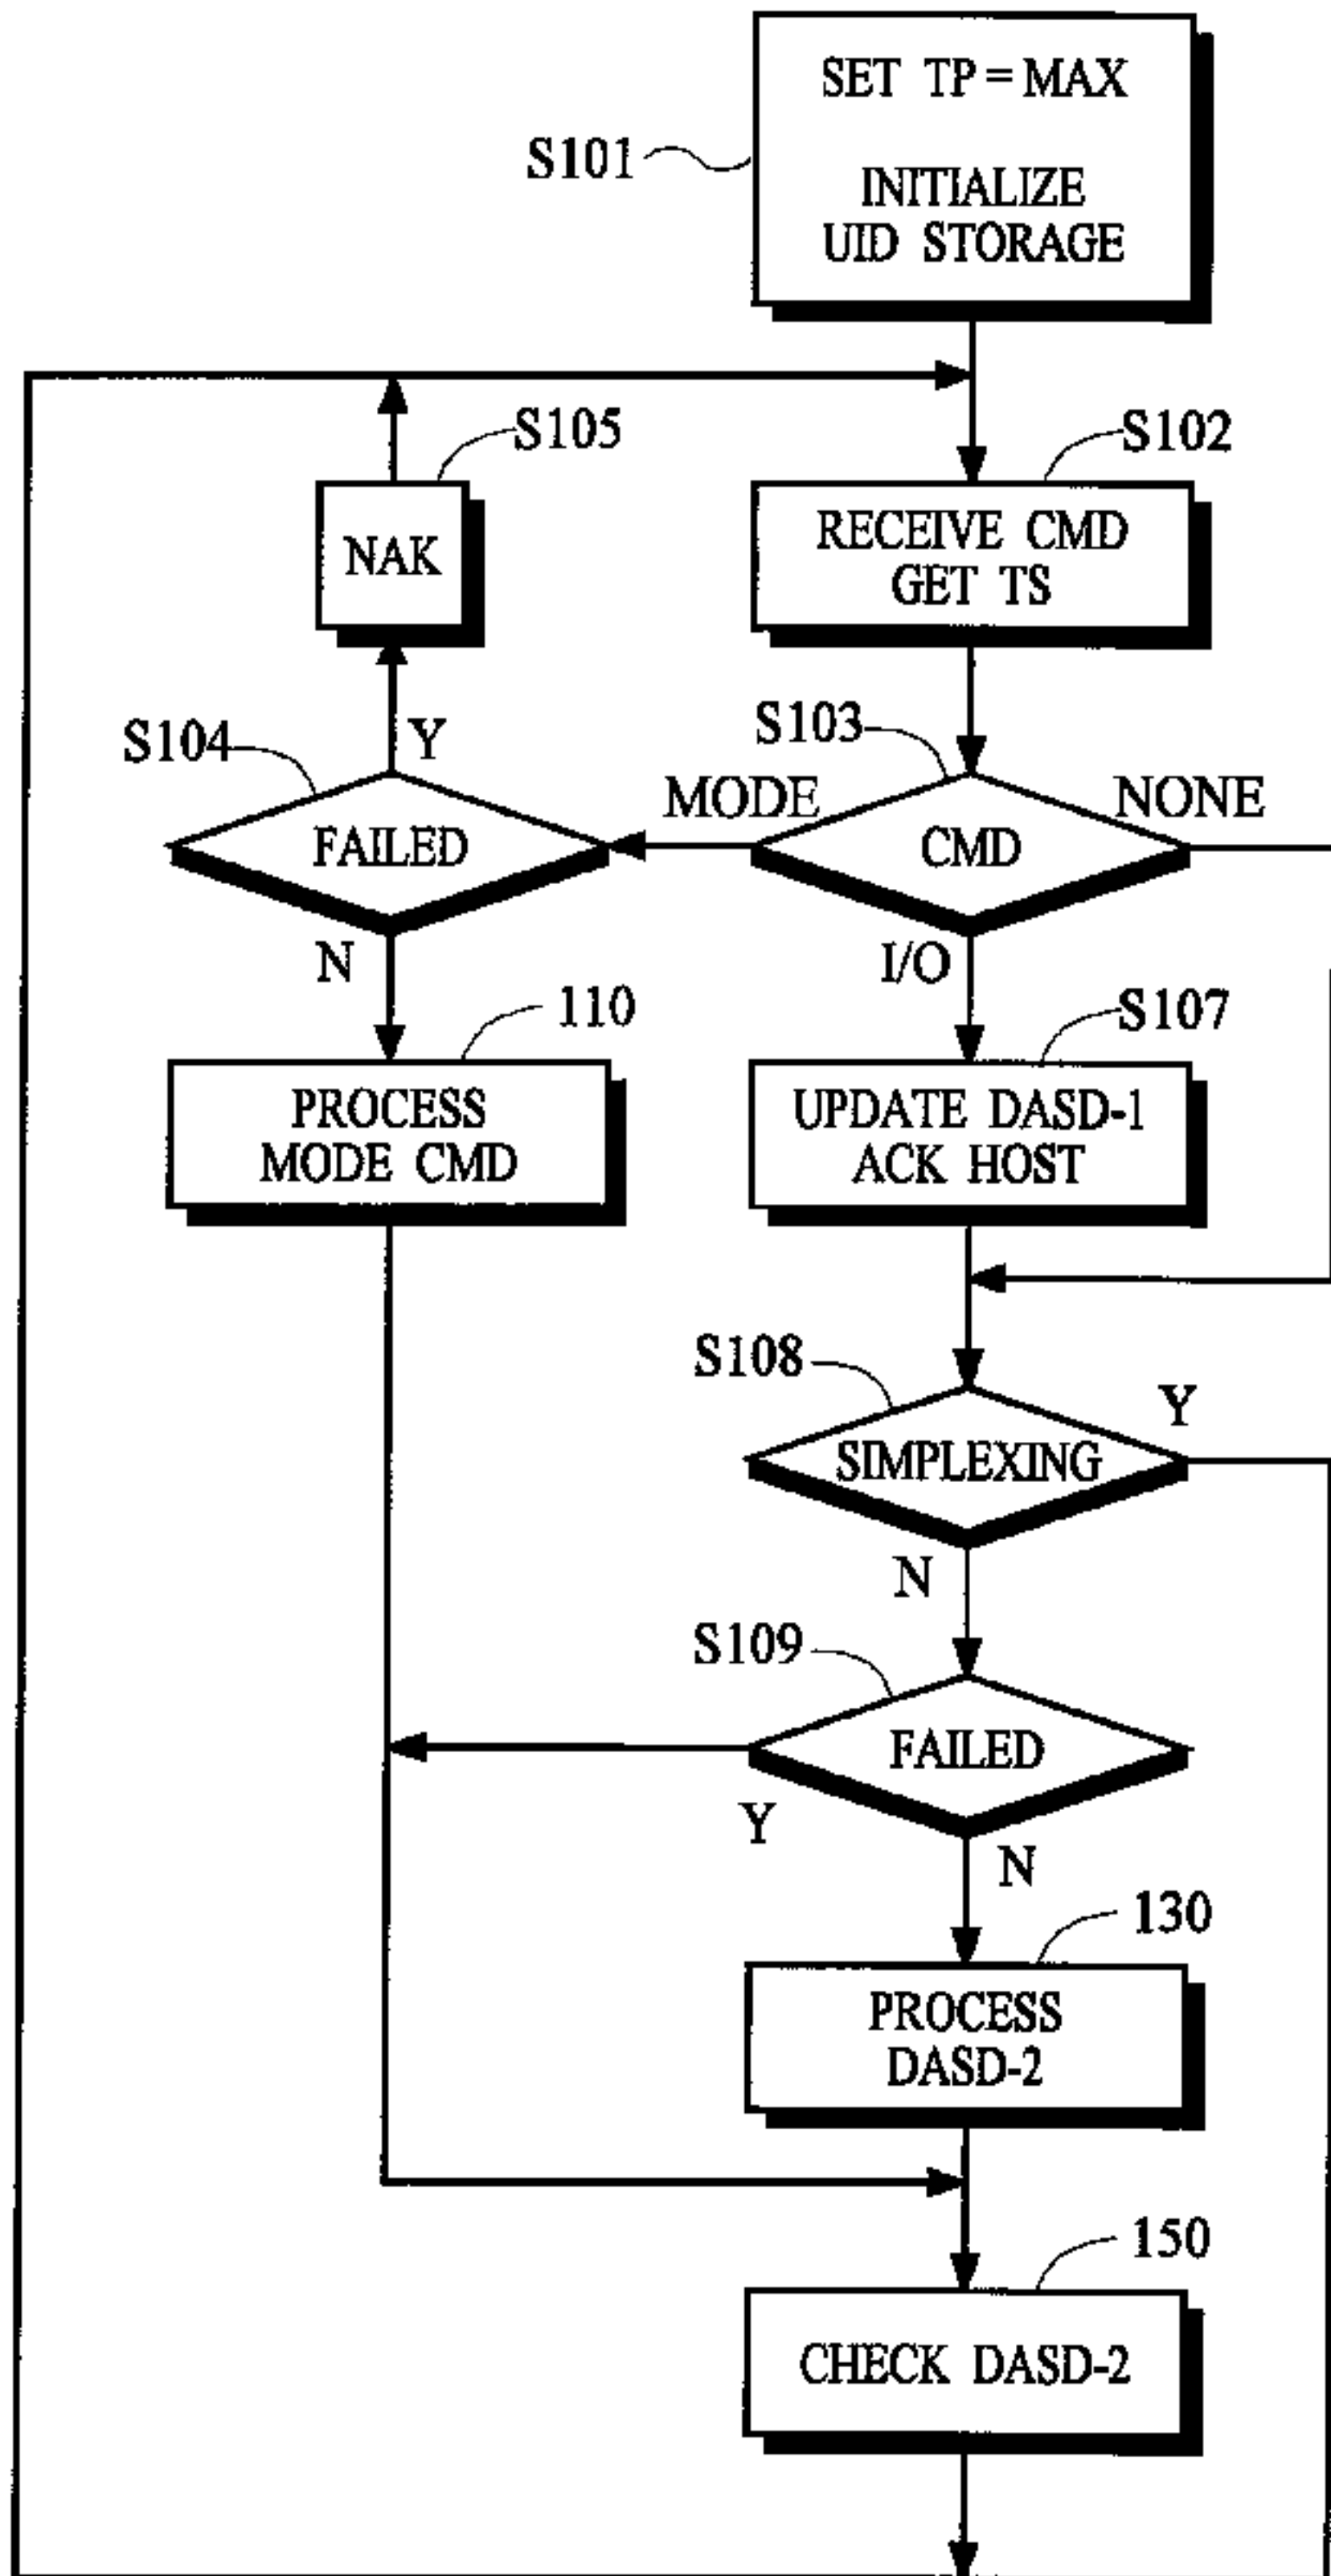 SET TP = MAX
INITIALIZE
UID STORAGE
S101
S105
S102
NAK
RECEIVE CMD
GET TS
S104
Y
S103
MODE
NONE
FAILED
CMD
N
I/O
110
S107
PROCESS
MODE CMD
UPDATE DASD-1
ACK HOST
S108
Y
SIMPLEXING
N
S109
FAILED
Y
N
130
PROCESS
DASD-2
150
CHECK DASD-2